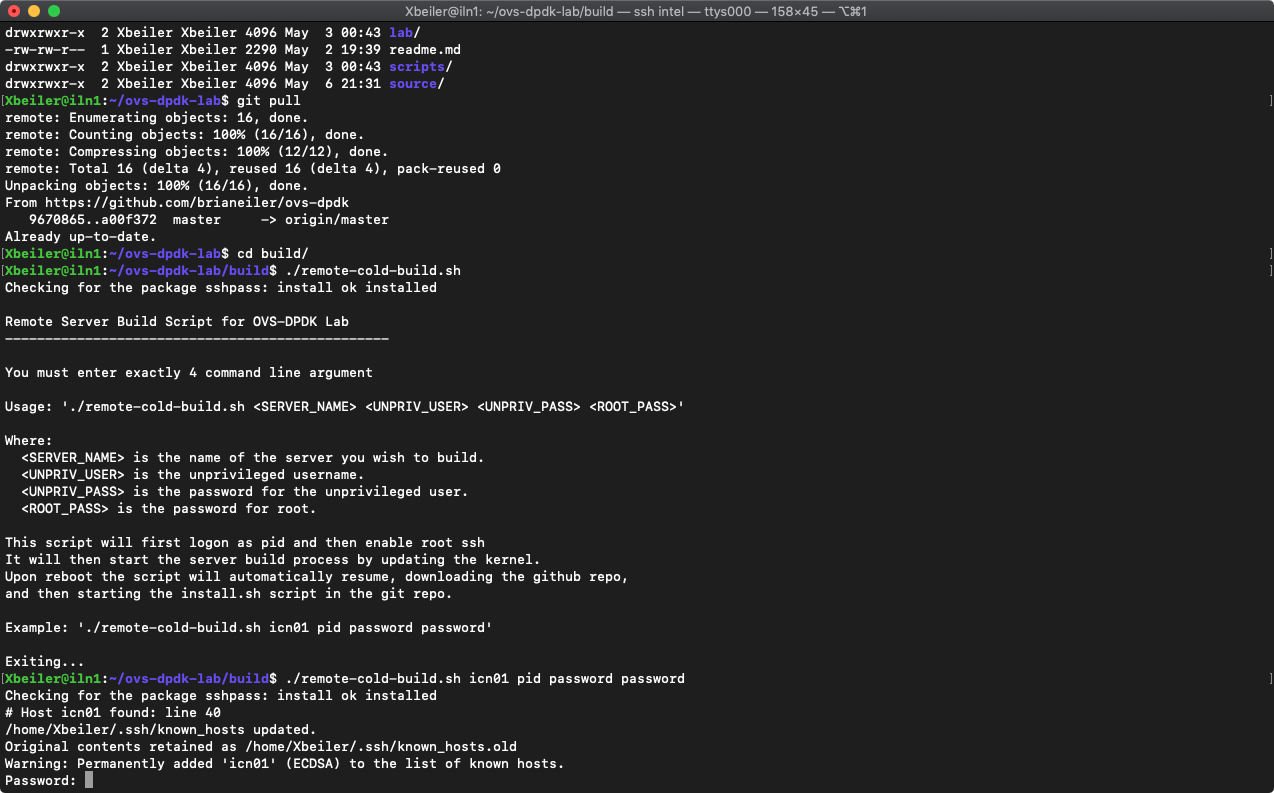 Xbeiler@iln1: ~/ovs-dpdk-lab/build — ssh intel — ttys000 — 158×45 — ⌥⌘1
drwxrwxr-x  2 Xbeiler Xbeiler 4096 May  3 00:43 lab/
-rw-rw-r--  1 Xbeiler Xbeiler 2290 May  2 19:39 readme.md
drwxrwxr-x  2 Xbeiler Xbeiler 4096 May  3 00:43 scripts/
drwxrwxr-x  2 Xbeiler Xbeiler 4096 May  6 21:31 source/
[Xbeiler@iln1:~/ovs-dpdk-lab$ git pull ]
remote: Enumerating objects: 16, done.
remote: Counting objects: 100% (16/16), done.
remote: Compressing objects: 100% (12/12), done.
remote: Total 16 (delta 4), reused 16 (delta 4), pack-reused 0
Unpacking objects: 100% (16/16), done.
From https://github.com/brianeiler/ovs-dpdk
   9670865..a00f372  master     -> origin/master
Already up-to-date.
[Xbeiler@iln1:~/ovs-dpdk-lab$ cd build/ ]
[Xbeiler@iln1:~/ovs-dpdk-lab/build$ ./remote-cold-build.sh ]
Checking for the package sshpass: install ok installed
Remote Server Build Script for OVS-DPDK Lab
------------------------------------------------
You must enter exactly 4 command line argument
Usage: './remote-cold-build.sh <SERVER_NAME> <UNPRIV_USER> <UNPRIV_PASS> <ROOT_PASS>'
Where:
  <SERVER_NAME> is the name of the server you wish to build.
  <UNPRIV_USER> is the unprivileged username.
  <UNPRIV_PASS> is the password for the unprivileged user.
  <ROOT_PASS> is the password for root.
This script will first logon as pid and then enable root ssh
It will then start the server build process by updating the kernel.
Upon reboot the script will automatically resume, downloading the github repo,
and then starting the install.sh script in the git repo.
Example: './remote-cold-build.sh icn01 pid password password'
Exiting...
[Xbeiler@iln1:~/ovs-dpdk-lab/build$ ./remote-cold-build.sh icn01 pid password password ]
Checking for the package sshpass: install ok installed
# Host icn01 found: line 40
/home/Xbeiler/.ssh/known_hosts updated.
Original contents retained as /home/Xbeiler/.ssh/known_hosts.old
Warning: Permanently added 'icn01' (ECDSA) to the list of known hosts.
Password: